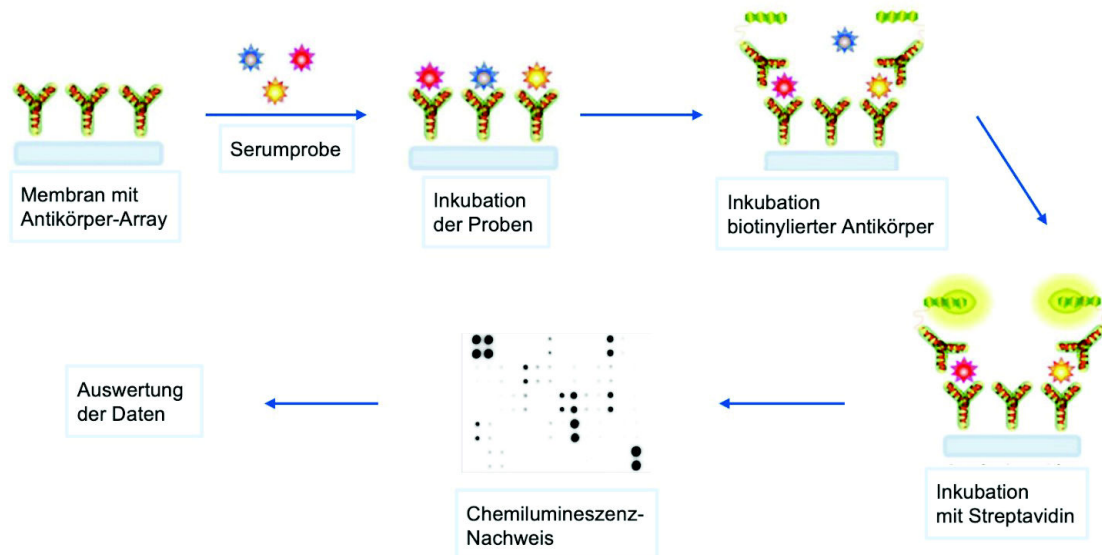 Serumprobe
Membran mit
Antikörper-Array
Inkubation
der Proben
Inkubation
biotinylierter Antikörper
Inkubation
mit Streptavidin
Chemilumineszenz-
Nachweis
Auswertung
der Daten